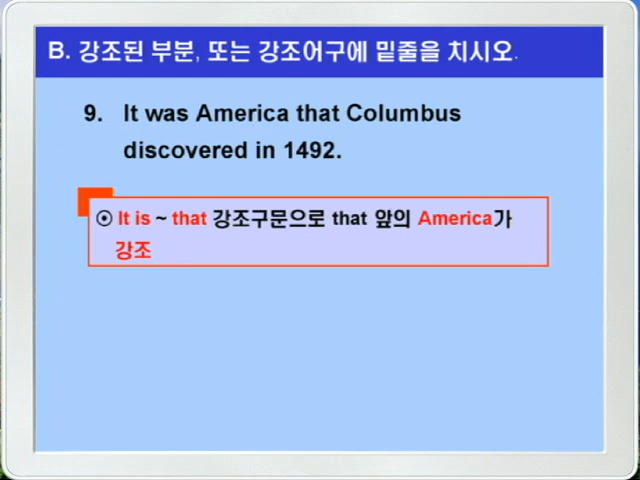 B. 강조된 부분, 또는 강조어구에 밑줄을 치시오.
9. It was America that Columbus
discovered in 1492.
⊙ It is ~ that 강조구문으로 that 앞의 America가
강조